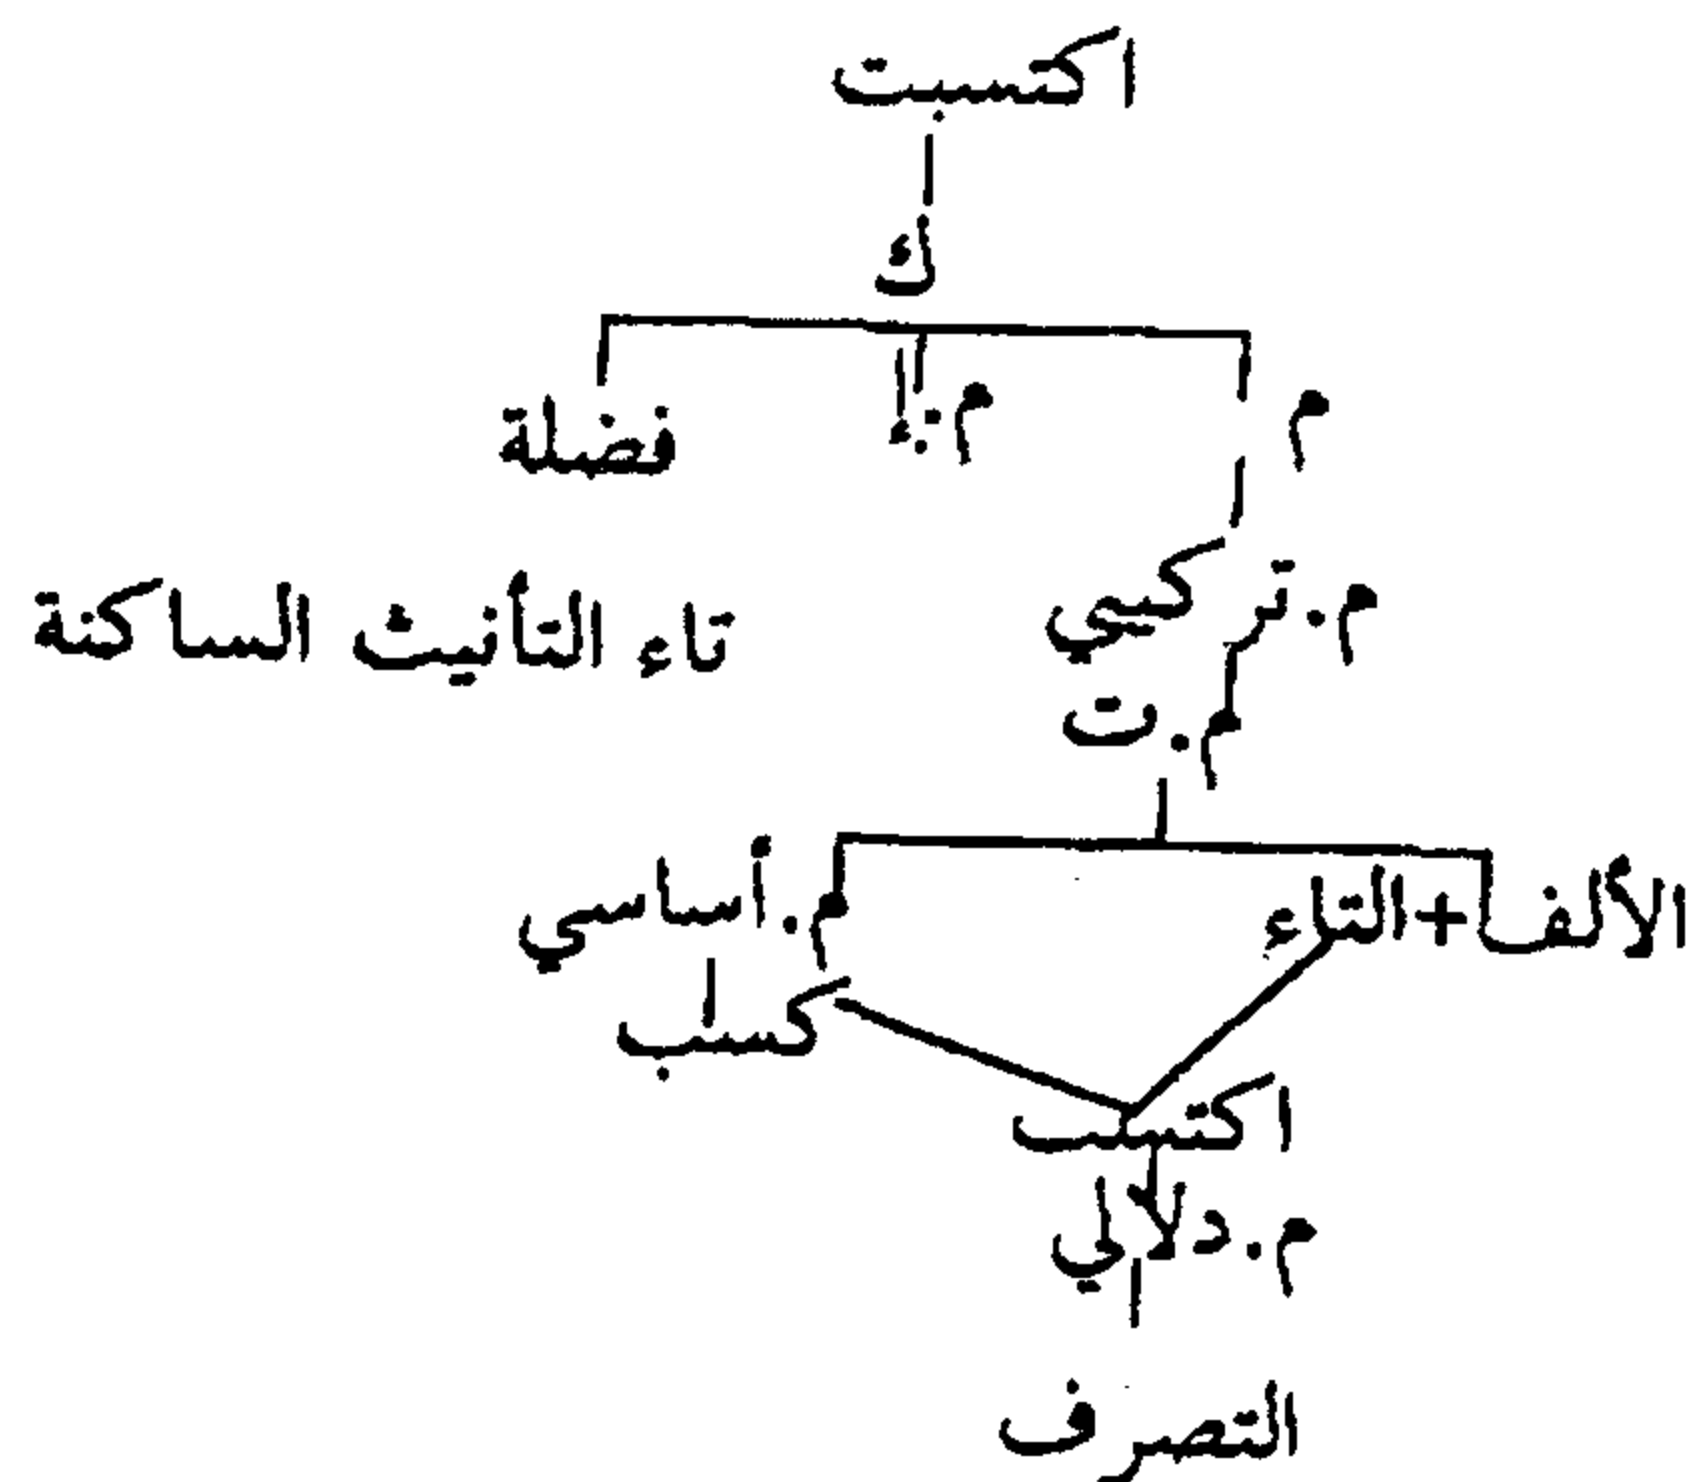 اكتسبت
ك
م م.إ فضلة
م.تركيبي تاء التأنيث الساكنة
م.ت
الألف+التاء م.أساسي
كسب
اكتسب
م.دلالي
التصرف